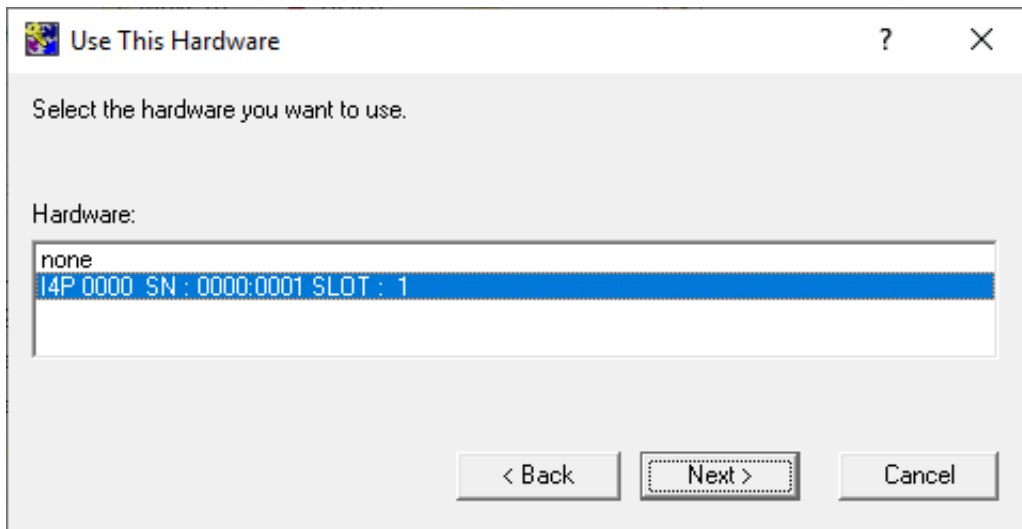 Use This Hardware ?
Select the hardware you want to use.
Hardware:
none
I4P 0000 SN : 0000:0001 SLOT : 1
< Back Next > Cancel